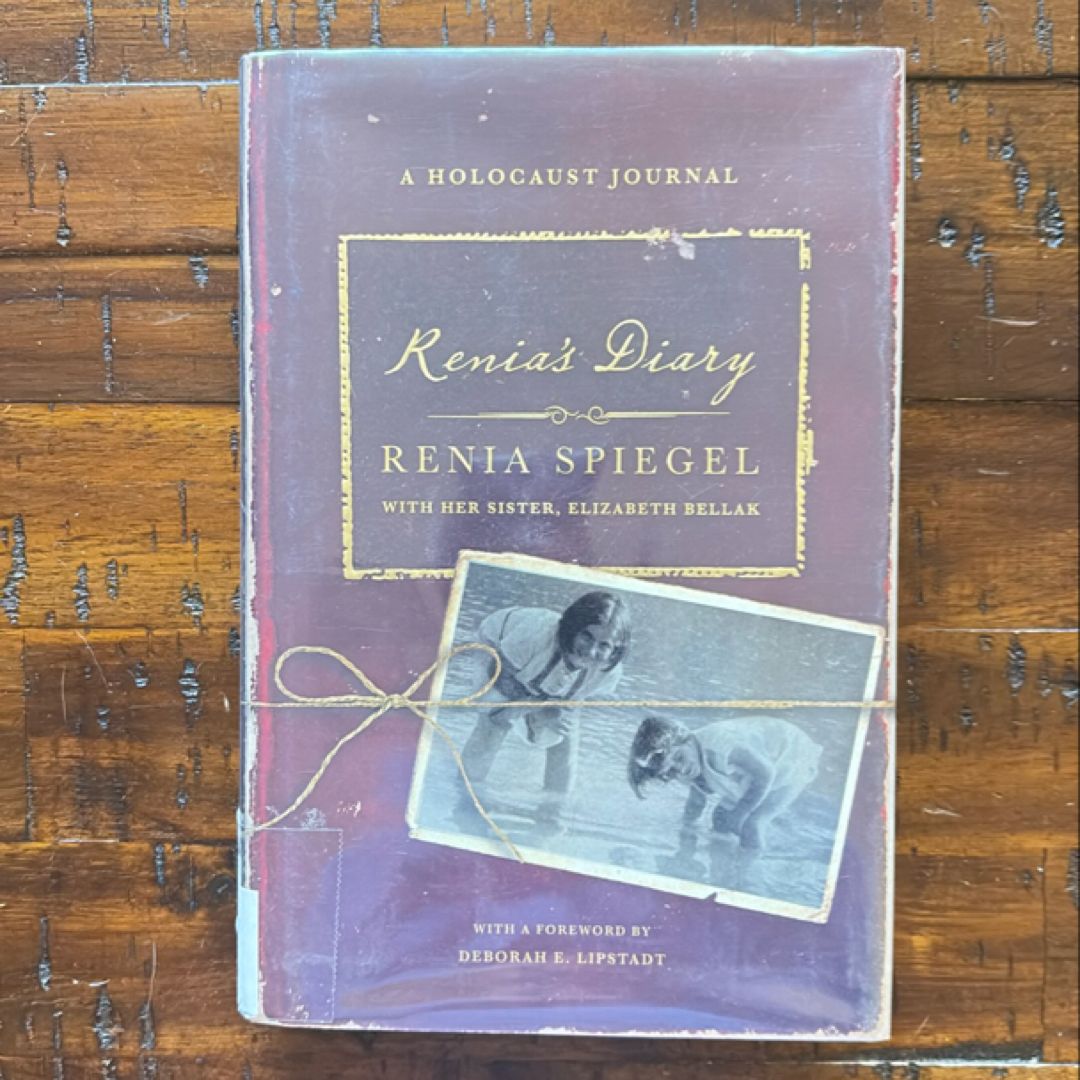 A HOLOCAUST JOURNAL
Renia's Diary
RENIA SPIEGEL
WITH HER SISTER, ELIZABETH BELLAK
WITH A FOREWORD BY
DEBORAH E. LIPSTADT